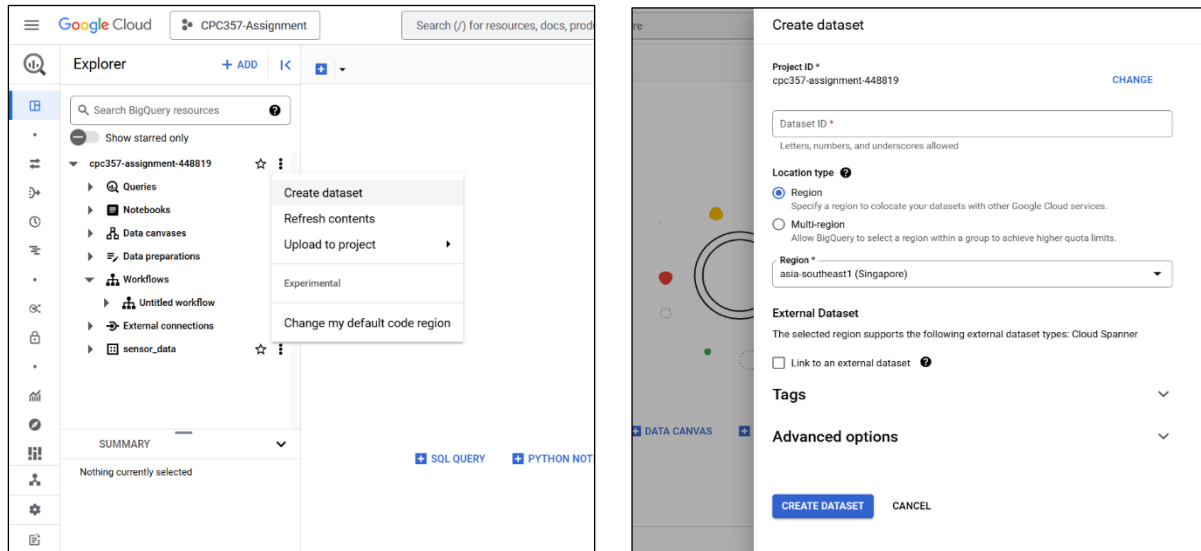 Google Cloud
CPC357-Assignment
Search (/) for resources, docs, produ
Explorer
+ ADD
Search BigQuery resources
Show starred only
cpc357-assignment-448819
Queries
Notebooks
Data canvases
Data preparations
Workflows
Untitled workflow
External connections
sensor_data
Create dataset
Refresh contents
Upload to project
Experimental
Change my default code region
SUMMARY
Nothing currently selected
SQL QUERY
PYTHON NOT
re
DATA CANVAS
Create dataset
Project ID *
cpc357-assignment-448819
CHANGE
Dataset ID *
Letters, numbers, and underscores allowed
Location type
Region
Specify a region to colocate your datasets with other Google Cloud services.
Multi-region
Allow BigQuery to select a region within a group to achieve higher quota limits.
Region *
asia-southeast1 (Singapore)
External Dataset
The selected region supports the following external dataset types: Cloud Spanner
Link to an external dataset
Tags
Advanced options
CREATE DATASET
CANCEL